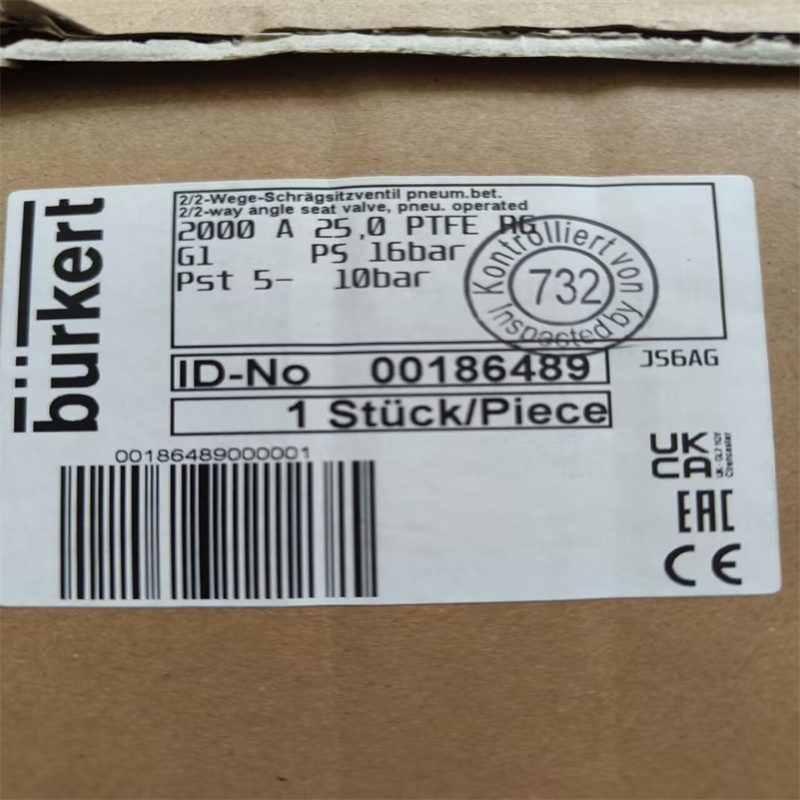 bürkert
2/2-Wege-Schrägsitzventil pneum.bet.
2/2-way angle seat valve, pneu. operated
2000 A 25,0 PTFE RG
G1 PS 16bar
Pst 5- 10bar
Kontrolliert von
732
Inspected by
ID-No 00186489
JS6AG
1 Stück/Piece
00186489000001
UK
CA
EAC
CE